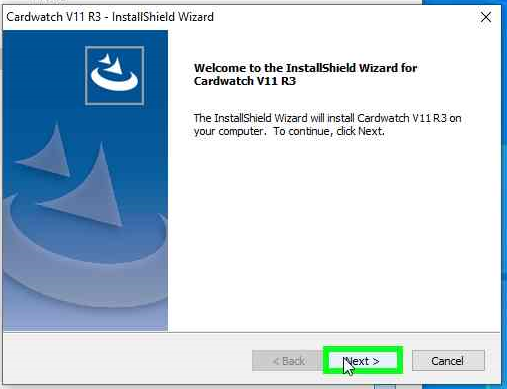 Cardwatch V11 R3 - InstallShield Wizard
Welcome to the InstallShield Wizard for
Cardwatch V11 R3
The InstallShield Wizard will install Cardwatch V11 R3 on
your computer. To continue, click Next.
< Back
Next >
Cancel